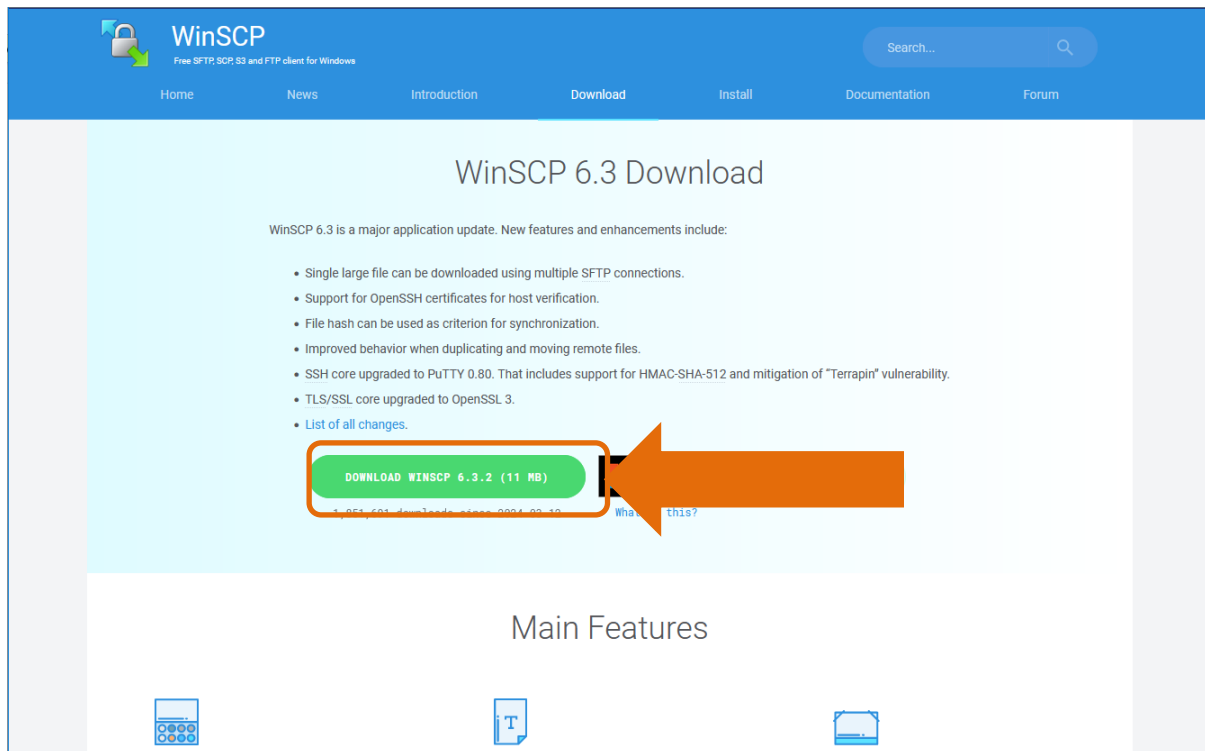 WinSCP
Free SFTP, SCP, S3 and FTP client for Windows
Search...
Home News Introduction Download Install Documentation Forum
WinSCP 6.3 Download
WinSCP 6.3 is a major application update. New features and enhancements include:
• Single large file can be downloaded using multiple SFTP connections.
• Support for OpenSSH certificates for host verification.
• File hash can be used as criterion for synchronization.
• Improved behavior when duplicating and moving remote files.
• SSH core upgraded to PuTTY 0.80. That includes support for HMAC-SHA-512 and mitigation of “Terrapin” vulnerability.
• TLS/SSL core upgraded to OpenSSL 3.
• List of all changes.
DOWNLOAD WINSCP 6.3.2 (11 MB)
downloads since this?
Main Features
T